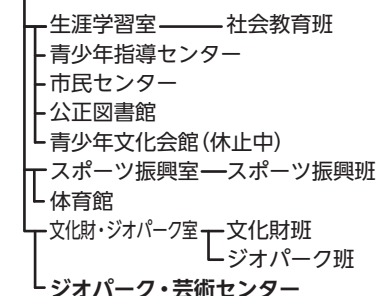 生涯学習室 社会教育班
青少年指導センター
市民センター
公正図書館
青少年文化会館(休止中)
スポーツ振興室 スポーツ振興班
体育館
文化財・ジオパーク室 文化財班
ジオパーク班
ジオパーク・芸術センター